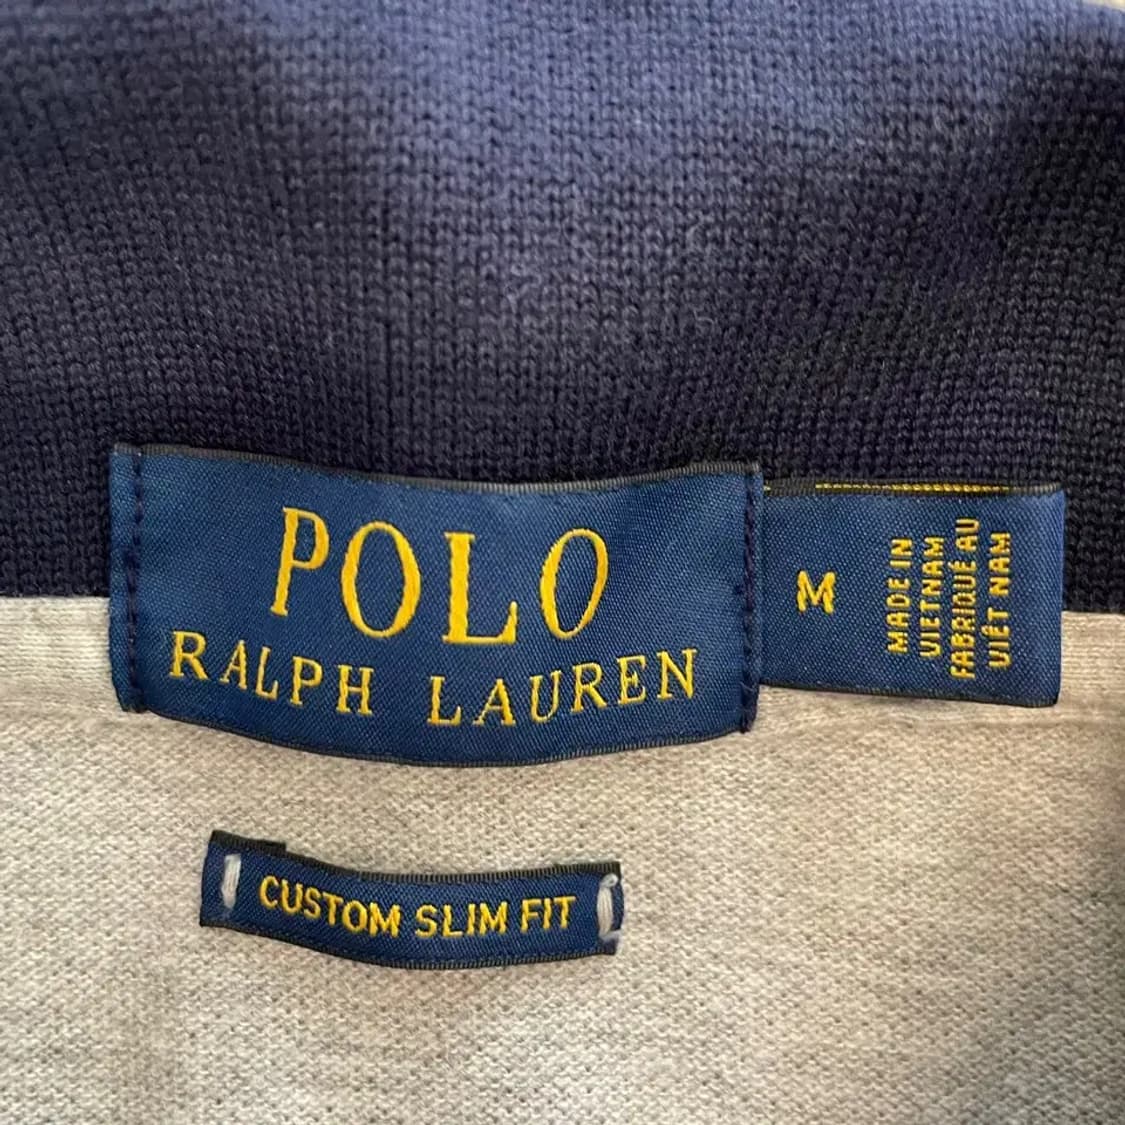 POLO
RALPH LAUREN
M
MADE IN
VIETNAM
FABRIQUÉ AU
VIÊT NAM
CUSTOM SLIM FIT